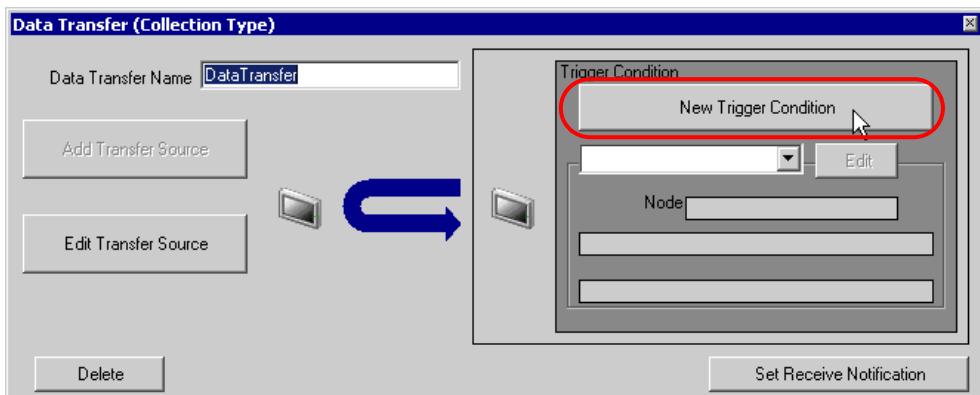 Data Transfer (Collection Type)
Data Transfer Name DataTransfer
Trigger Condition
New Trigger Condition
Add Transfer Source
Edit
Node
Edit Transfer Source
Delete
Set Receive Notification